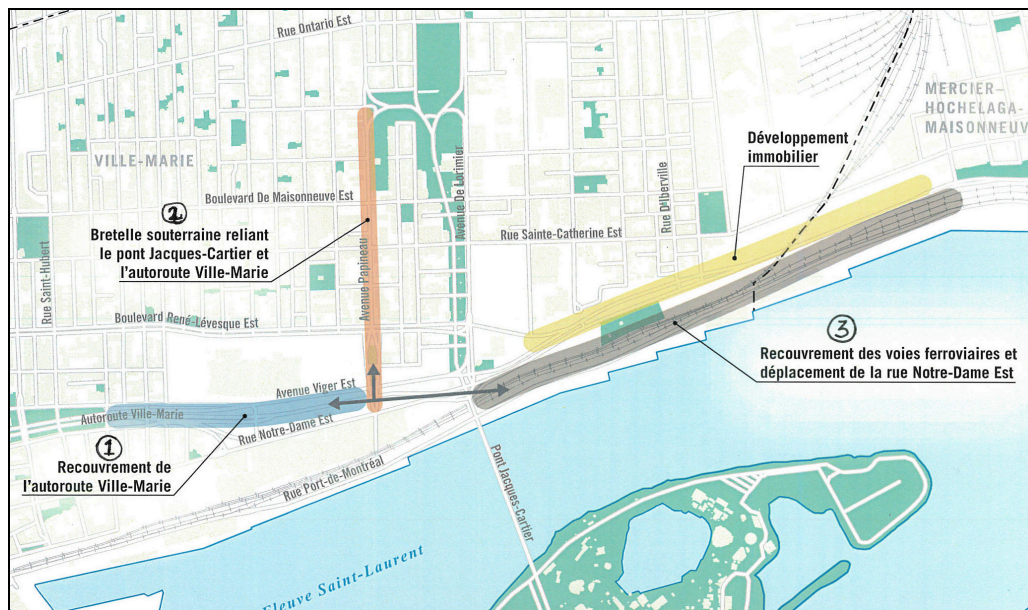 Rue Ontario Est
MERCIER–
HOCHELAGA-
MAISONNEUV
VILLE-MARIE
Développement
immobilier
Boulevard De Maisonneuve Est
Avenue De Lorimier
Rue D'Iberville
2
Bretelle souterraine reliant
le pont Jacques-Cartier et
l'autoroute Ville-Marie
Rue Sainte-Catherine Est
Rue Saint-Hubert
Avenue Papineau
Boulevard René-Lévesque Est
3
Recouvrement des voies ferroviaires et
déplacement de la rue Notre-Dame Est
Avenue Viger Est
Autoroute Ville-Marie
Rue Notre-Dame Est
1
Recouvrement de
l'autoroute Ville-Marie
Rue Port-de-Montréal
Pont Jacques-Cartier
Fleuve Saint-Laurent